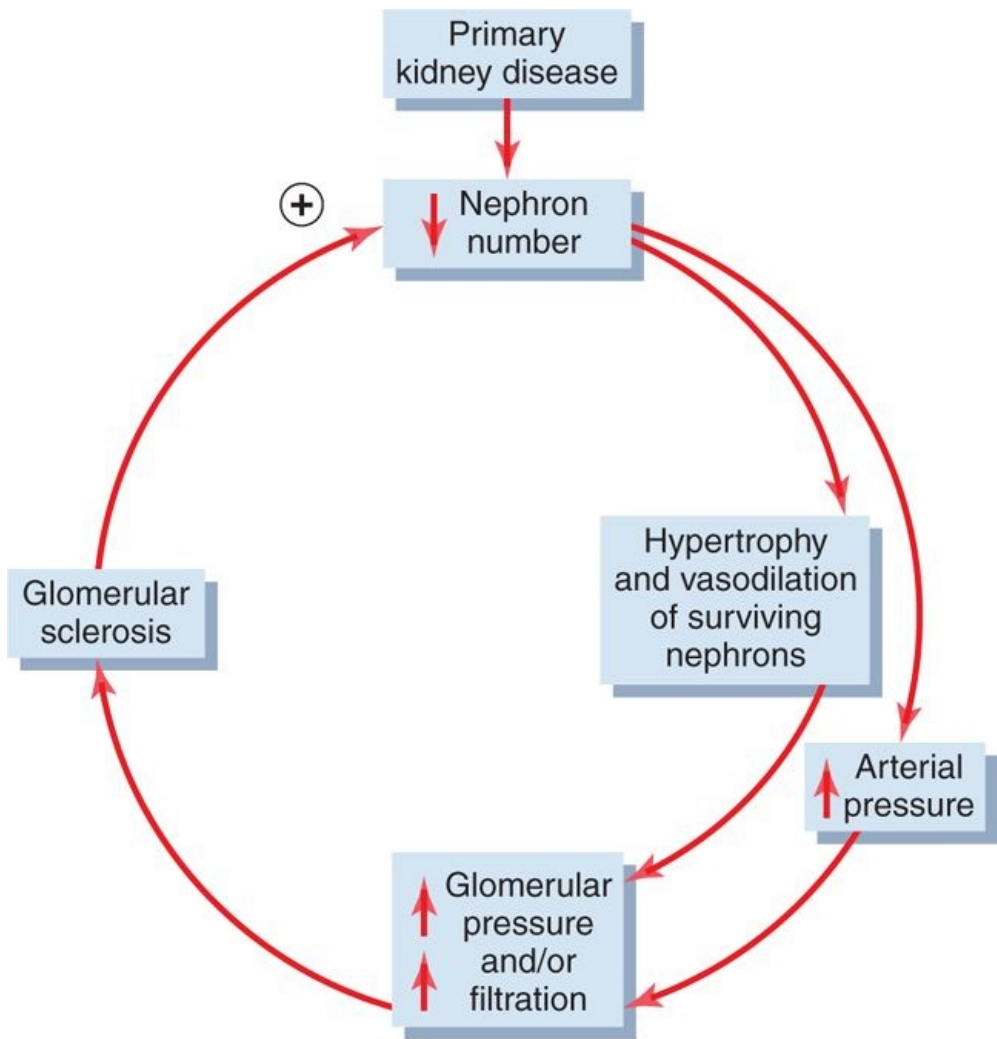 Primary
kidney disease
+
Nephron
number
Hypertrophy
and vasodilation
of surviving
nephrons
Arterial
pressure
Glomerular
pressure
and/or
filtration
Glomerular
sclerosis